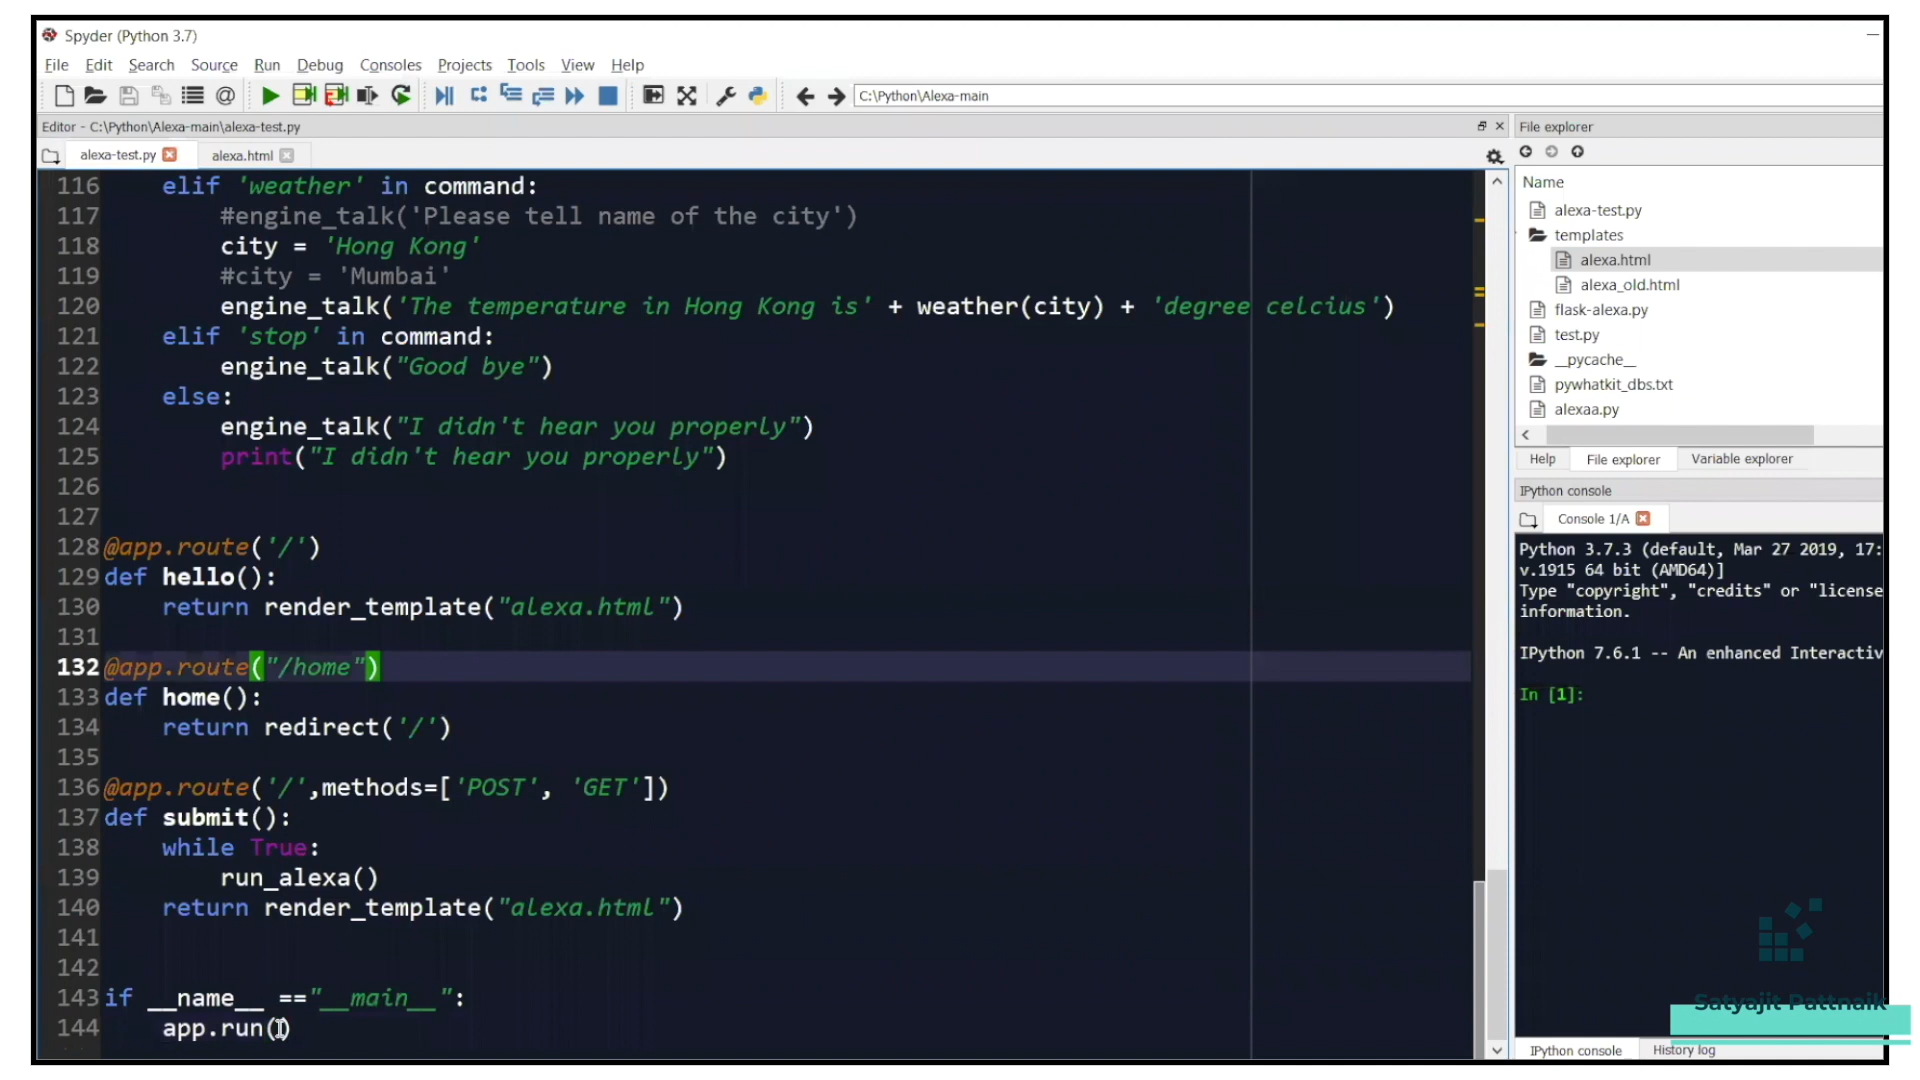 Spyder (Python 3.7)
File Edit Search Source Run Debug Consoles Projects Tools View Help
C:\Python\Alexa-main
Editor - C:\Python\Alexa-main\alexa-test.py
alexa-test.py alexa.html
116 elif 'weather' in command:
117 #engine_talk('Please tell name of the city')
118 city = 'Hong Kong'
119 #city = 'Mumbai'
120 engine_talk('The temperature in Hong Kong is' + weather(city) + 'degree celcius')
121 elif 'stop' in command:
122 engine_talk("Good bye")
123 else:
124 engine_talk("I didn't hear you properly")
125 print("I didn't hear you properly")
126
127
128 @app.route('/')
129 def hello():
130 return render_template("alexa.html")
131
132 @app.route("/home")
133 def home():
134 return redirect('/')
135
136 @app.route('/',methods=['POST', 'GET'])
137 def submit():
138 while True:
139 run_alexa()
140 return render_template("alexa.html")
141
142
143 if __name__ =="__main__":
144 app.run()
File explorer
Name
alexa-test.py
templates
alexa.html
alexa_old.html
flask-alexa.py
test.py
__pycache__
pywhatkit_dbs.txt
alexaa.py
Help File explorer Variable explorer
IPython console
Console 1/A
Python 3.7.3 (default, Mar 27 2019, 17:
v.1915 64 bit (AMD64)]
Type "copyright", "credits" or "license
information.
IPython 7.6.1 -- An enhanced Interactiv
In [1]:
Satyajit Pattnaik
IPython console History log